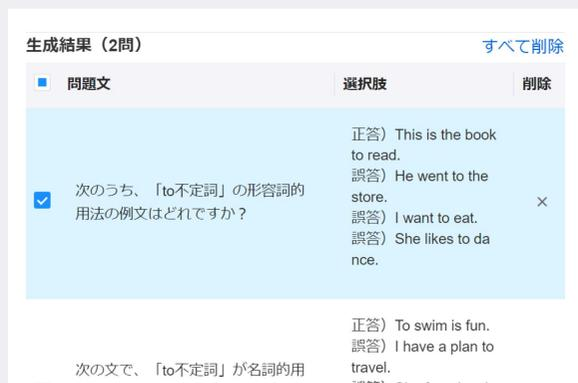 生成結果（2問）
すべて削除
問題文 選択肢 削除
次のうち、「to不定詞」の形容詞的
用法の例文はどれですか？
正答）This is the book
to read.
誤答）He went to the
store.
誤答）I want to eat.
誤答）She likes to da
nce.
×
次の文で、「to不定詞」が名詞的用
正答）To swim is fun.
誤答）I have a plan to
travel.